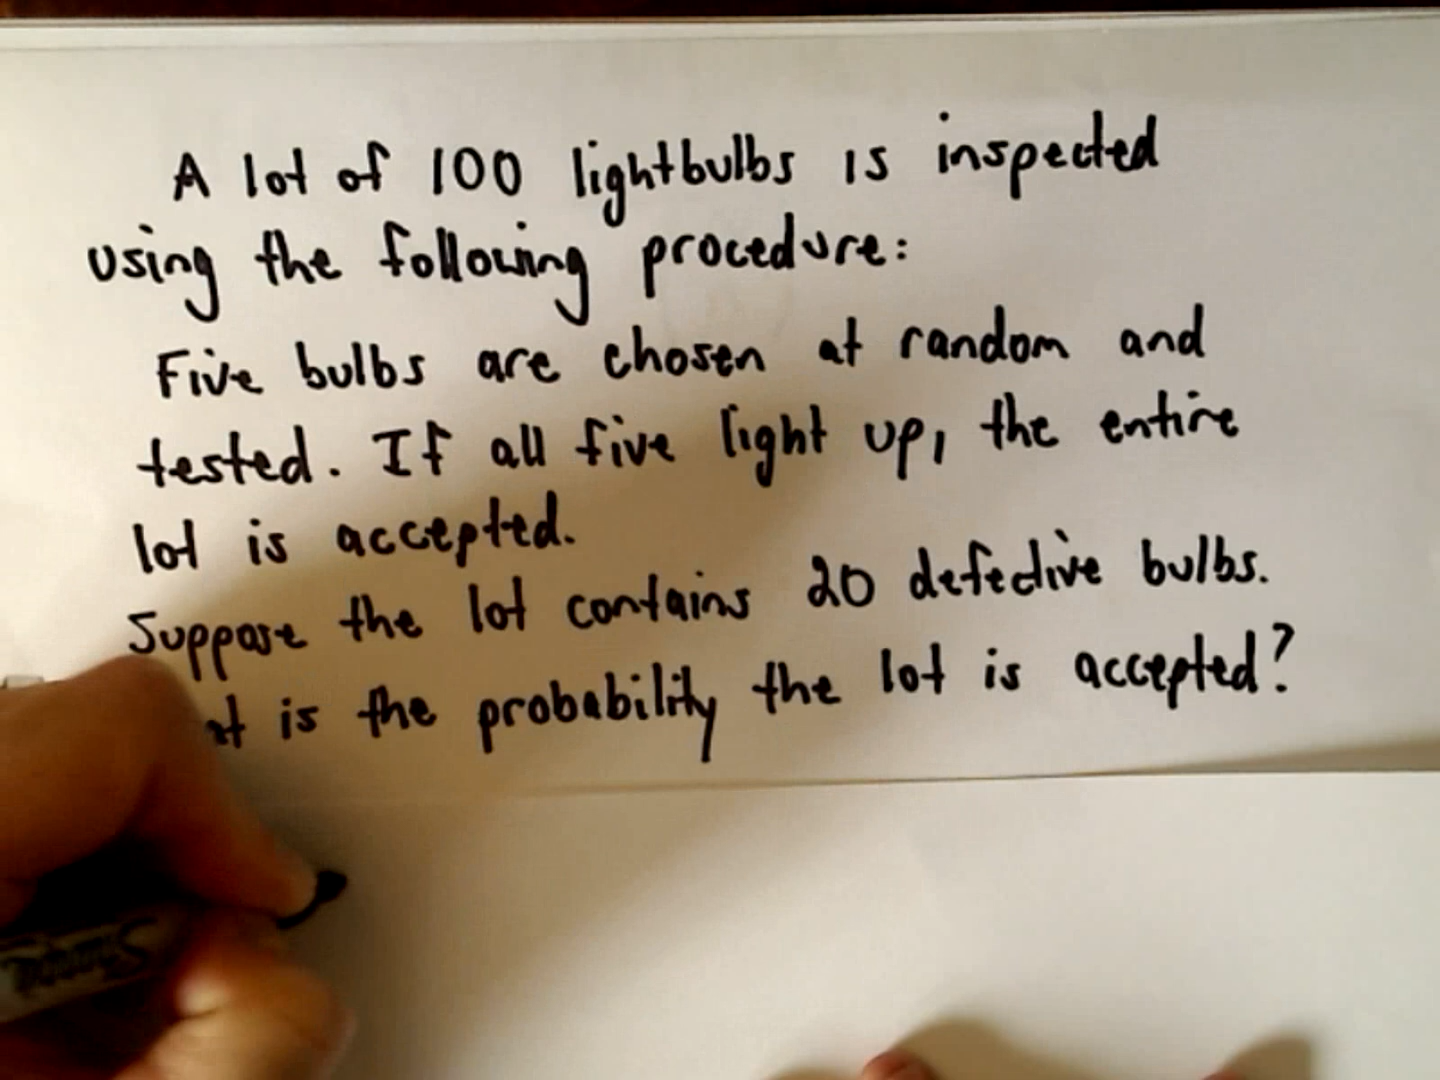 A lot of 100 lightbulbs is inspected
using the following procedure:
Five bulbs are chosen at random and
tested. If all five light up, the entire
lot is accepted.
Suppose the lot contains 20 defective bulbs.
is the probability the lot is accepted?